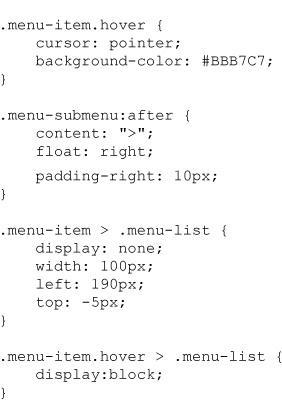 .menu-item.hover {
    cursor: pointer;
    background-color: #BBB7C7;
}

.menu-submenu:after {
    content: ">";
    float: right;
    padding-right: 10px;
}

.menu-item > .menu-list {
    display: none;
    width: 100px;
    left: 190px;
    top: -5px;
}

.menu-item.hover > .menu-list {
    display:block;
}